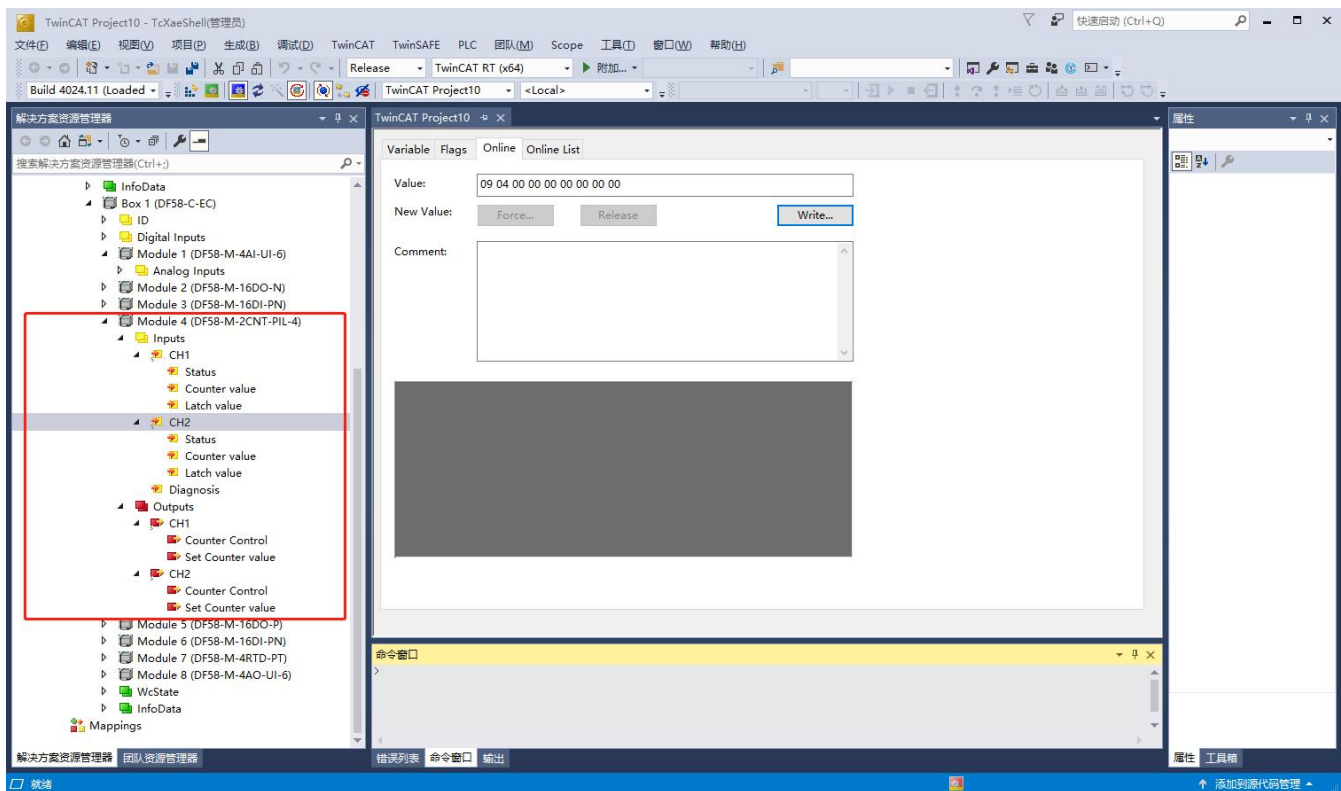 TwinCAT Project10 - TcXaeShell(管理员)
快速启动 (Ctrl+Q)
文件(F) 编辑(E) 视图(V) 项目(P) 生成(B) 调试(D) TwinCAT TwinSAFE PLC 团队(M) Scope 工具(T) 窗口(W) 帮助(H)
Release TwinCAT RT (x64) 附加...
Build 4024.11 (Loaded TwinCAT Project10 <Local>
解决方案资源管理器
搜索解决方案资源管理器(Ctrl+;)
InfoData
Box 1 (DF58-C-EC)
ID
Digital Inputs
Module 1 (DF58-M-4AI-UI-6)
Analog Inputs
Module 2 (DF58-M-16DO-N)
Module 3 (DF58-M-16DI-PN)
Module 4 (DF58-M-2CNT-PIL-4)
Inputs
CH1
Status
Counter value
Latch value
CH2
Status
Counter value
Latch value
Diagnosis
Outputs
CH1
Counter Control
Set Counter value
CH2
Counter Control
Set Counter value
Module 5 (DF58-M-16DO-P)
Module 6 (DF58-M-16DI-PN)
Module 7 (DF58-M-4RTD-PT)
Module 8 (DF58-M-4AO-UI-6)
WcState
InfoData
Mappings
解决方案资源管理器 团队资源管理器
TwinCAT Project10
Variable Flags Online Online List
Value: 09 04 00 00 00 00 00 00 00 00
New Value: Force... Release Write...
Comment:
命令窗口
>
错误列表 命令窗口 输出
属性
属性 工具箱
就绪
添加到源代码管理